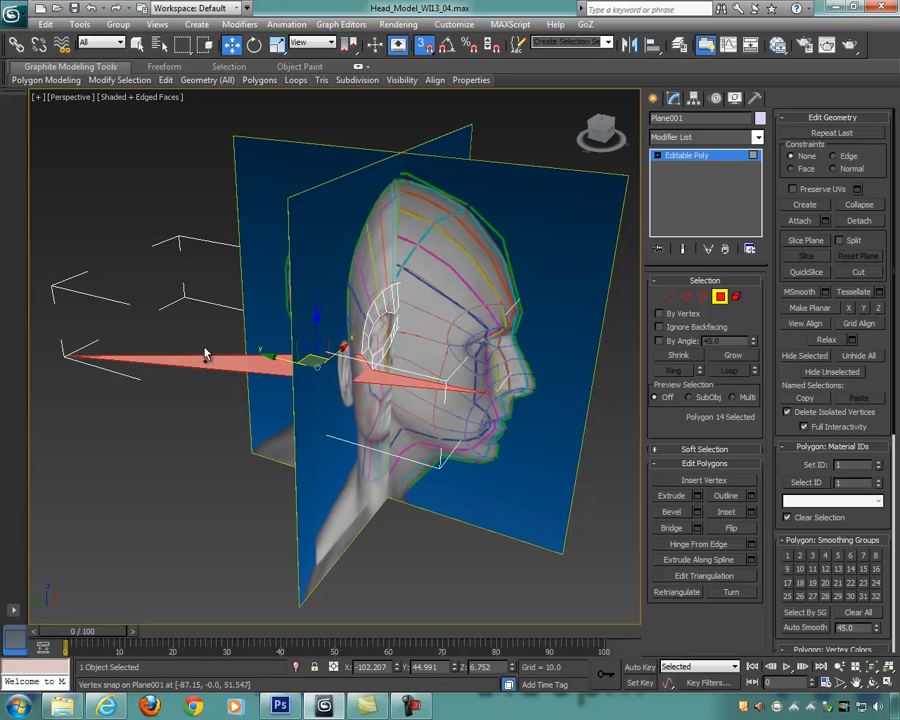 Workspace: Default
Head_Model_WII3_04.max
Type a keyword or phrase
Edit Tools Group Views Create Modifiers Animation Graph Editors Rendering Customize MAXScript Help GoZ
All View 3 Create Selection Se
Graphite Modeling Tools Freeform Selection Object Paint
Polygon Modeling Modify Selection Edit Geometry (All) Polygons Loops Tris Subdivision Visibility Align Properties
[+] [Perspective] [Shaded + Edged Faces]
y
x
z
Plane001
Modifier List
Editable Poly
Selection
By Vertex
Ignore Backfacing
By Angle: 45.0
Shrink Grow
Ring Loop
Preview Selection
Off SubObj Multi
Polygon 14 Selected
+ Soft Selection
- Edit Polygons
Insert Vertex
Extrude Outline
Bevel Inset
Bridge Flip
Hinge From Edge
Extrude Along Spline
Edit Triangulation
Retriangulate Turn
- Edit Geometry
Repeat Last
Constraints
None Edge
Face Normal
Preserve UVs
Create Collapse
Attach Detach
Slice Plane Split
Slice Reset Plane
QuickSlice Cut
MSmooth Tessellate
Make Planar X Y Z
View Align Grid Align
Relax
Hide Selected Unhide All
Hide Unselected
Named Selections:
Copy Paste
Delete Isolated Vertices
Full Interactivity
- Polygon: Material IDs
Set ID: 1
Select ID 1
Clear Selection
- Polygon: Smoothing Groups
1 2 3 4 5 6 7 8
9 10 11 12 13 14 15 16
17 18 19 20 21 22 23 24
25 26 27 28 29 30 31 32
Select By SG Clear All
Auto Smooth 45.0
- Polygon: Vertex Colors
< 0 / 100 >
0 10 20 30 40 50 60 70 80 90 100
1 Object Selected X: -102.207 Y: 44.991 Z: 6.752 Grid = 10.0 Auto Key Selected
Welcome to M Vertex snap on Plane001 at [-87.15, -0.0, 51.547] Add Time Tag Set Key Key Filters... 0
7:06 PM